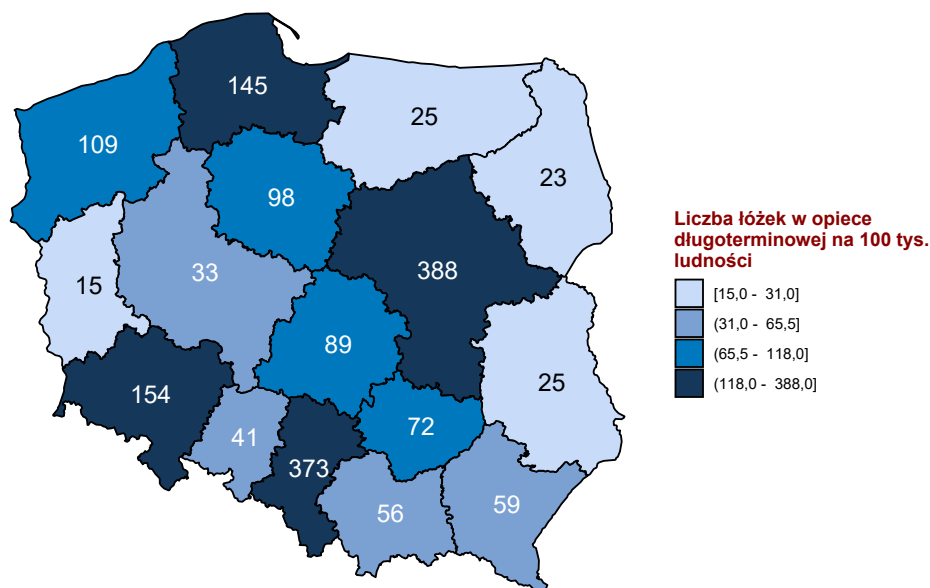 145
25
109
23
98
388
33
15
89
25
154
72
41
373
59
56
Liczba łóżek w opiece
długoterminowej na 100 tys.
ludności
[15,0 - 31,0]
(31,0 - 65,5]
(65,5 - 118,0]
(118,0 - 388,0]